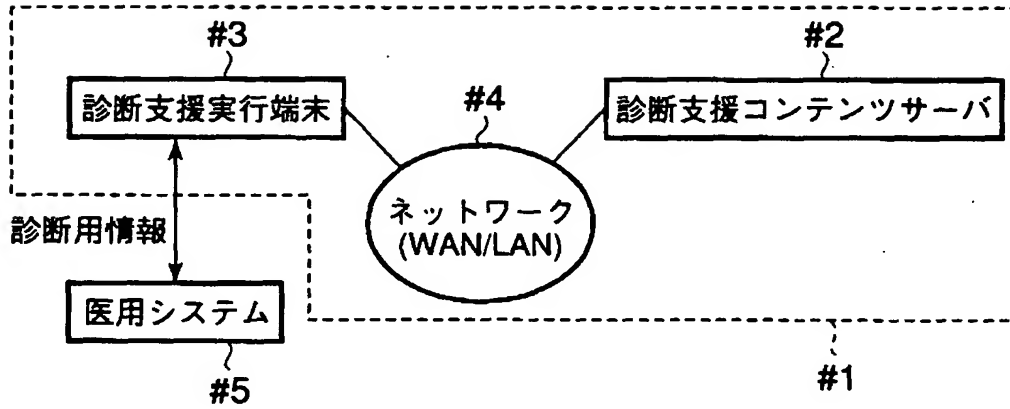 #3
#2
診断支援実行端末
#4
診断支援コンテンツサーバ
ネットワーク
(WAN/LAN)
診断用情報
医用システム
#5
#1